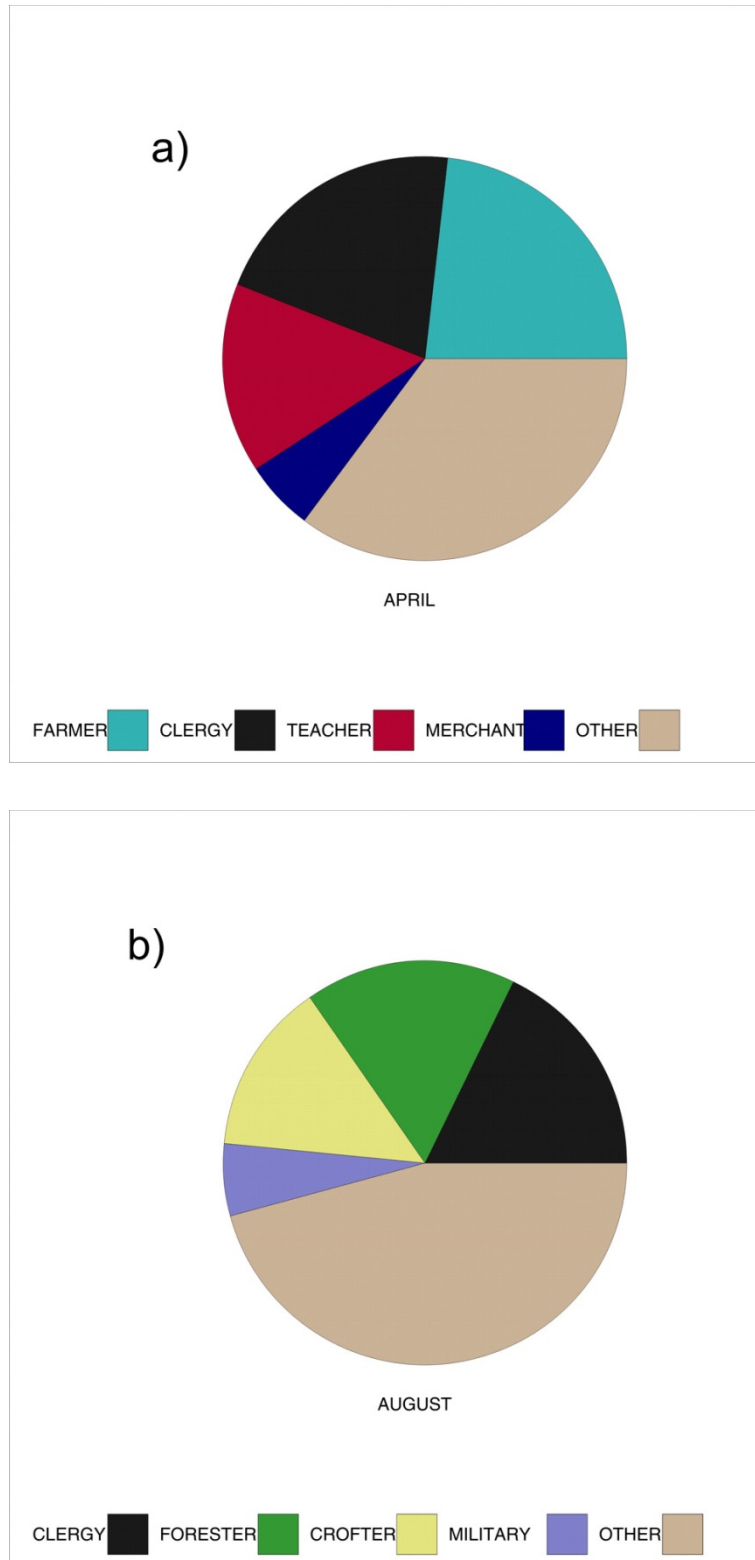 a)
APRIL
FARMER CLERGY TEACHER MERCHANT OTHER
b)
AUGUST
CLERGY FORESTER CROFTER MILITARY OTHER